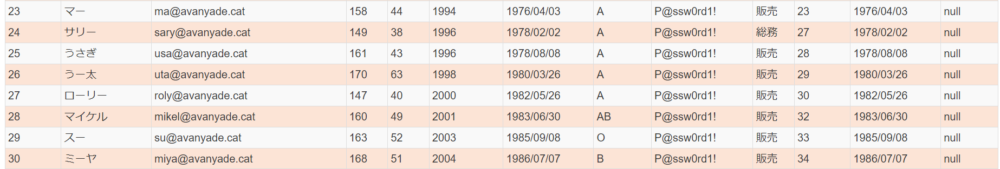 23 マー ma@avanyade.cat 158 44 1994 1976/04/03 A P@ssw0rd1! 販売 23 1976/04/03 null
24 サリー sary@avanyade.cat 149 38 1996 1978/02/02 A P@ssw0rd1! 総務 27 1978/02/02 null
25 うさぎ usa@avanyade.cat 161 43 1996 1978/08/08 A P@ssw0rd1! 販売 28 1978/08/08 null
26 うー太 uta@avanyade.cat 170 63 1998 1980/03/26 A P@ssw0rd1! 販売 29 1980/03/26 null
27 ローリー roly@avanyade.cat 147 40 2000 1982/05/26 A P@ssw0rd1! 販売 30 1982/05/26 null
28 マイケル mikel@avanyade.cat 160 49 2001 1983/06/30 AB P@ssw0rd1! 販売 32 1983/06/30 null
29 スー su@avanyade.cat 163 52 2003 1985/09/08 O P@ssw0rd1! 販売 33 1985/09/08 null
30 ミーヤ miya@avanyade.cat 168 51 2004 1986/07/07 B P@ssw0rd1! 販売 34 1986/07/07 null